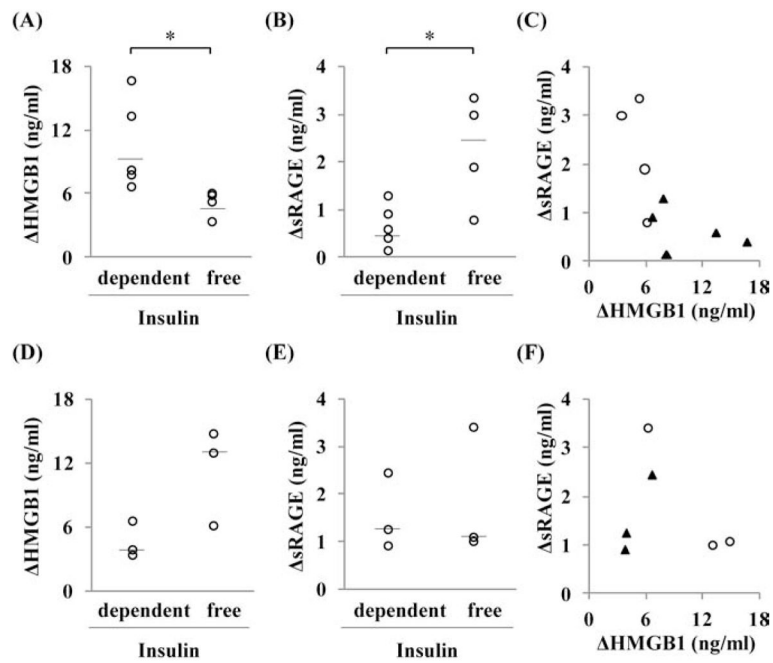 (A)
*
ΔHMGB1 (ng/ml)
18
12
6
0
dependent free
Insulin
(B)
*
ΔsRAGE (ng/ml)
4
3
2
1
0
dependent free
Insulin
(C)
ΔsRAGE (ng/ml)
4
3
2
1
0
0 6 12 18
ΔHMGB1 (ng/ml)
(D)
ΔHMGB1 (ng/ml)
18
12
6
0
dependent free
Insulin
(E)
ΔsRAGE (ng/ml)
4
3
2
1
0
dependent free
Insulin
(F)
ΔsRAGE (ng/ml)
4
3
2
1
0
0 6 12 18
ΔHMGB1 (ng/ml)